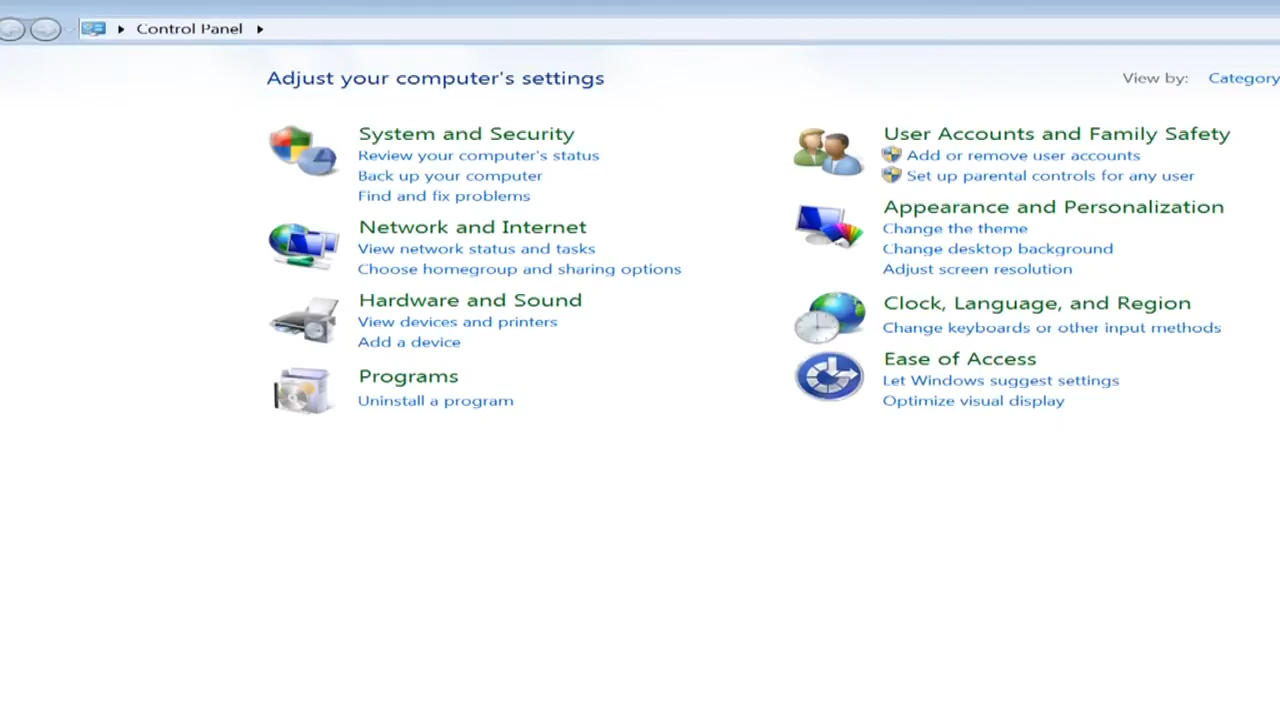 Control Panel
Adjust your computer's settings
View by: Category
System and Security
Review your computer's status
Back up your computer
Find and fix problems
Network and Internet
View network status and tasks
Choose homegroup and sharing options
Hardware and Sound
View devices and printers
Add a device
Programs
Uninstall a program
User Accounts and Family Safety
Add or remove user accounts
Set up parental controls for any user
Appearance and Personalization
Change the theme
Change desktop background
Adjust screen resolution
Clock, Language, and Region
Change keyboards or other input methods
Ease of Access
Let Windows suggest settings
Optimize visual display